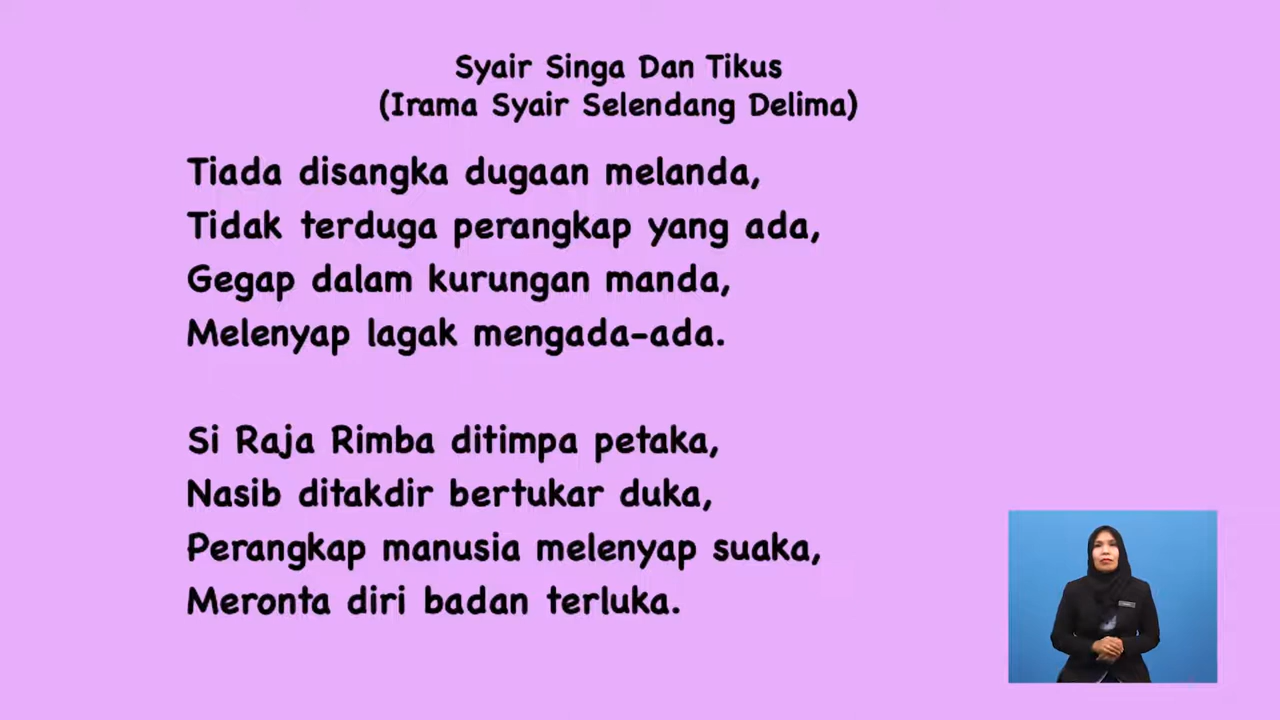 Syair Singa Dan Tikus
(Irama Syair Selendang Delima)
Tiada disangka dugaan melanda,
Tidak terduga perangkap yang ada,
Gegap dalam kurungan manda,
Melenyap lagak mengada-ada.
Si Raja Rimba ditimpa petaka,
Nasib ditakdir bertukar duka,
Perangkap manusia melenyap suaka,
Meronta diri badan terluka.